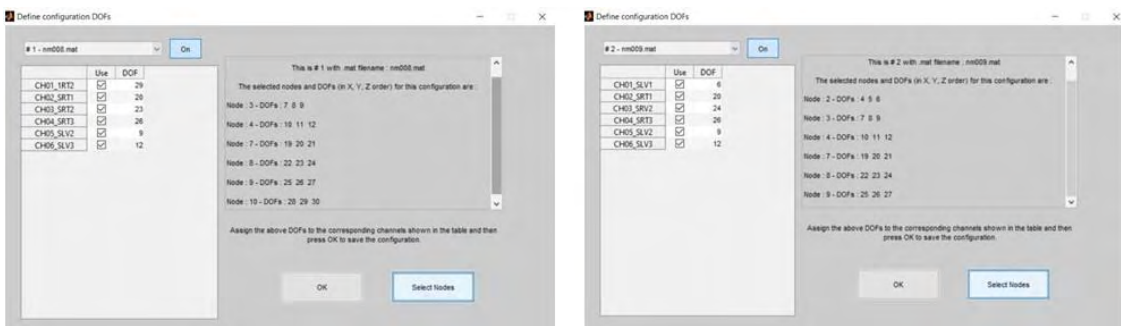 Define configuration DOFs
# 1 - nm008.mat
On
Use DOF
CH01_1RT2 29
CH02_SRT1 20
CH03_SRT2 23
CH04_SRT3 26
CH05_SLV2 9
CH06_SLV3 12
This is # 1 with .mat filename : nm008.mat
The selected nodes and DOFs (in X, Y, Z order) for this configuration are :
Node : 3 - DOFs : 7 8 9
Node : 4 - DOFs : 10 11 12
Node : 7 - DOFs : 19 20 21
Node : 8 - DOFs : 22 23 24
Node : 9 - DOFs : 25 26 27
Node : 10 - DOFs : 28 29 30
Assign the above DOFs to the corresponding channels shown in the table and then
press OK to save the configuration.
OK
Select Nodes
Define configuration DOFs
# 2 - nm009.mat
On
Use DOF
CH01_SLV1 6
CH02_SRT1 20
CH03_SRV2 24
CH04_SRT3 26
CH05_SLV2 9
CH06_SLV3 12
This is # 2 with .mat filename : nm009.mat
The selected nodes and DOFs (in X, Y, Z order) for this configuration are :
Node : 2 - DOFs : 4 5 6
Node : 3 - DOFs : 7 8 9
Node : 4 - DOFs : 10 11 12
Node : 7 - DOFs : 19 20 21
Node : 8 - DOFs : 22 23 24
Node : 9 - DOFs : 25 26 27
Assign the above DOFs to the corresponding channels shown in the table and then
press OK to save the configuration.
OK
Select Nodes